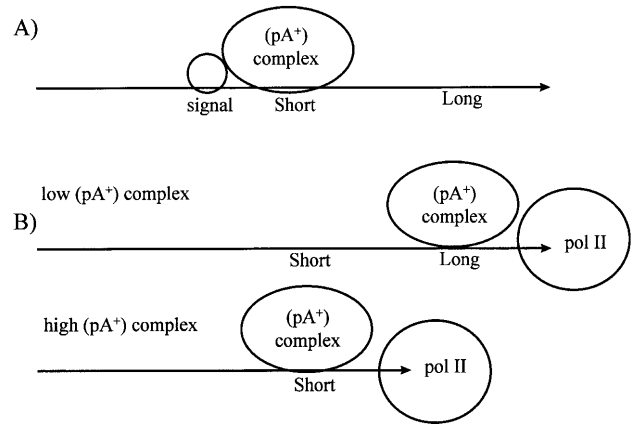 A)
(pA⁺)
complex
signal
Short
Long
low (pA⁺) complex
(pA⁺)
complex
B)
pol II
Short
Long
high (pA⁺) complex
(pA⁺)
complex
pol II
Short